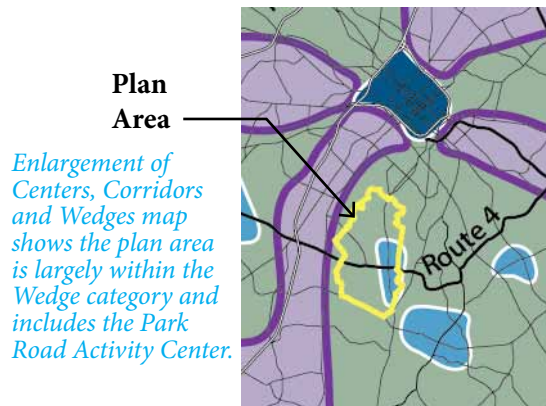 Plan
Area
Enlargement of
Centers, Corridors
and Wedges map
shows the plan area
is largely within the
Wedge category and
includes the Park
Road Activity Center.
Route 4